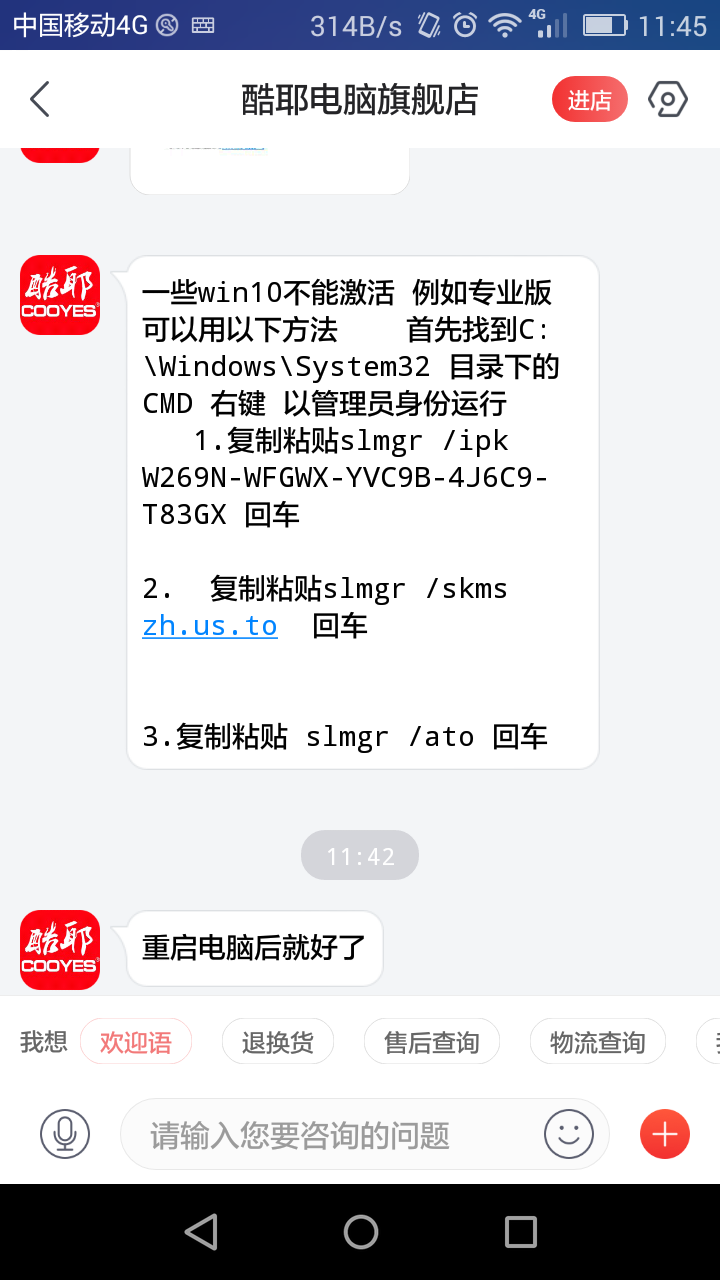 中国移动4G 314B/s 4G 11:45
酷耶电脑旗舰店 进店
酷耶
COOYES
一些win10不能激活 例如专业版
可以用以下方法 首先找到C:
\Windows\System32 目录下的
CMD 右键 以管理员身份运行
1.复制粘贴slmgr /ipk
W269N-WFGWX-YVC9B-4J6C9-
T83GX 回车
2. 复制粘贴slmgr /skms
zh.us.to 回车
3.复制粘贴 slmgr /ato 回车
11:42
酷耶
COOYES
重启电脑后就好了
我想 欢迎语 退换货 售后查询 物流查询
请输入您要咨询的问题